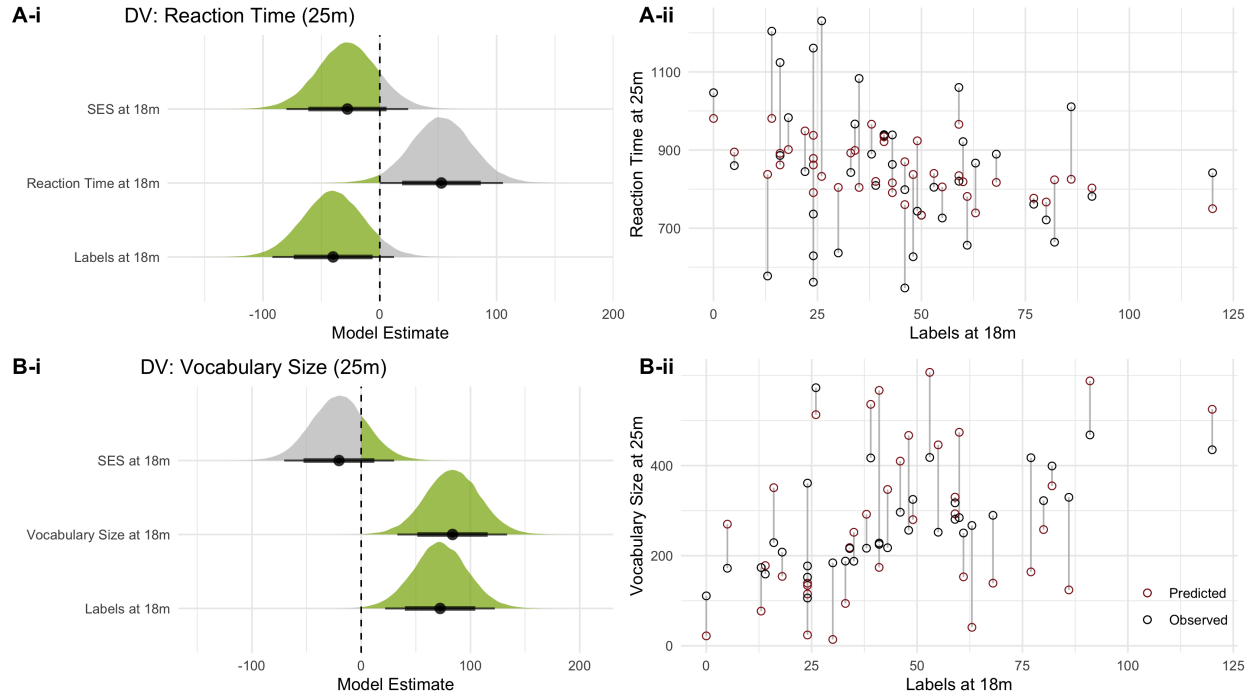 A-i
DV: Reaction Time (25m)
SES at 18m
Reaction Time at 18m
Labels at 18m
-100
0
100
200
Model Estimate
A-ii
Reaction Time at 25m
1100
900
700
0
25
50
75
100
125
Labels at 18m
B-i
DV: Vocabulary Size (25m)
SES at 18m
Vocabulary Size at 18m
Labels at 18m
-100
0
100
200
Model Estimate
B-ii
Vocabulary Size at 25m
400
200
0
Predicted
Observed
0
25
50
75
100
125
Labels at 18m